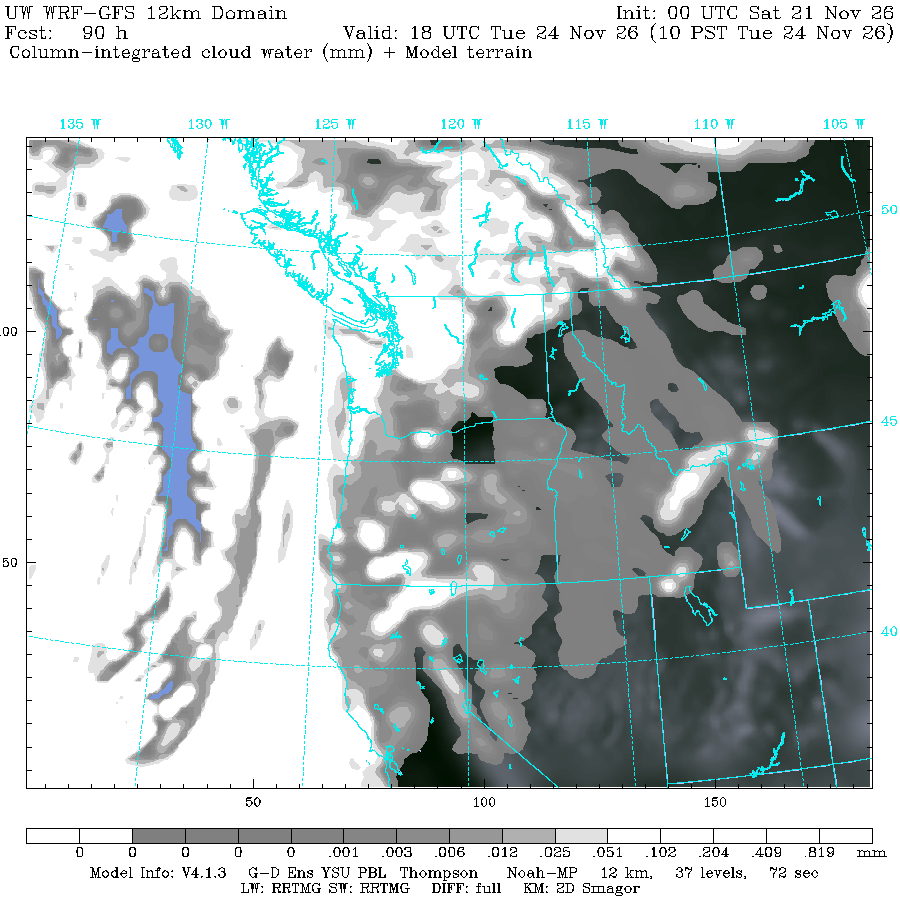 UW WRF-GFS 12km Domain Init: 00 UTC Sat 21 Nov 26
Fcst: 90 h Valid: 18 UTC Tue 24 Nov 26 (10 PST Tue 24 Nov 26)
Column-integrated cloud water (mm) + Model terrain
135 W 130 W 125 W 120 W 115 W 110 W 105 W
50
100
45
50
40
50 100 150
0 0 0 0 0 .001 .003 .006 .012 .025 .051 .102 .204 .409 .819 mm
Model Info: V4.1.3 G-D Ens YSU PBL Thompson Noah-MP 12 km, 37 levels, 72 sec
LW: RRTMG SW: RRTMG DIFF: full KM: 2D Smagor